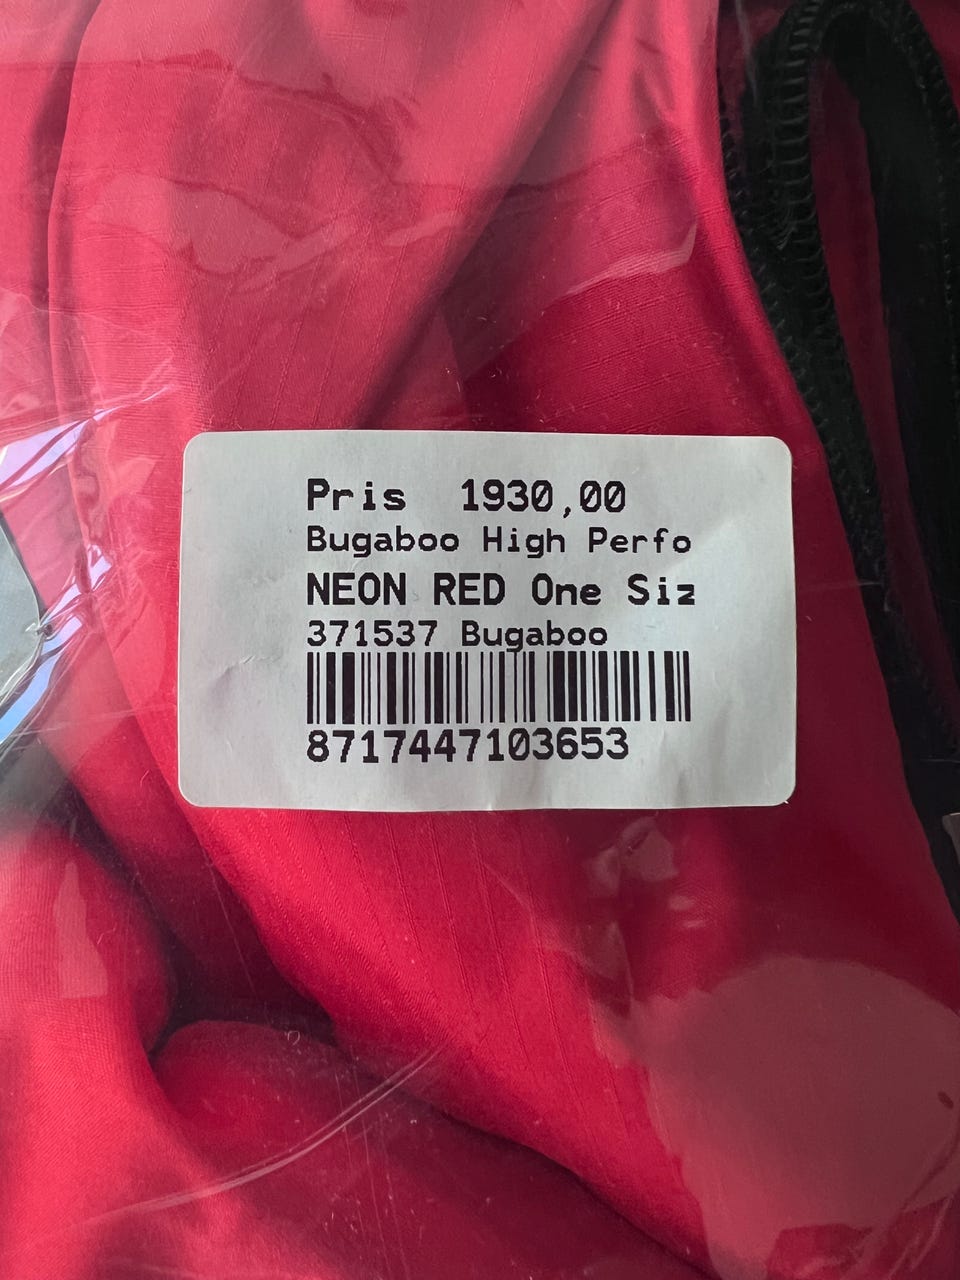 Pris 1930,00
Bugaboo High Perfo
NEON RED One Siz
371537 Bugaboo
8717447103653